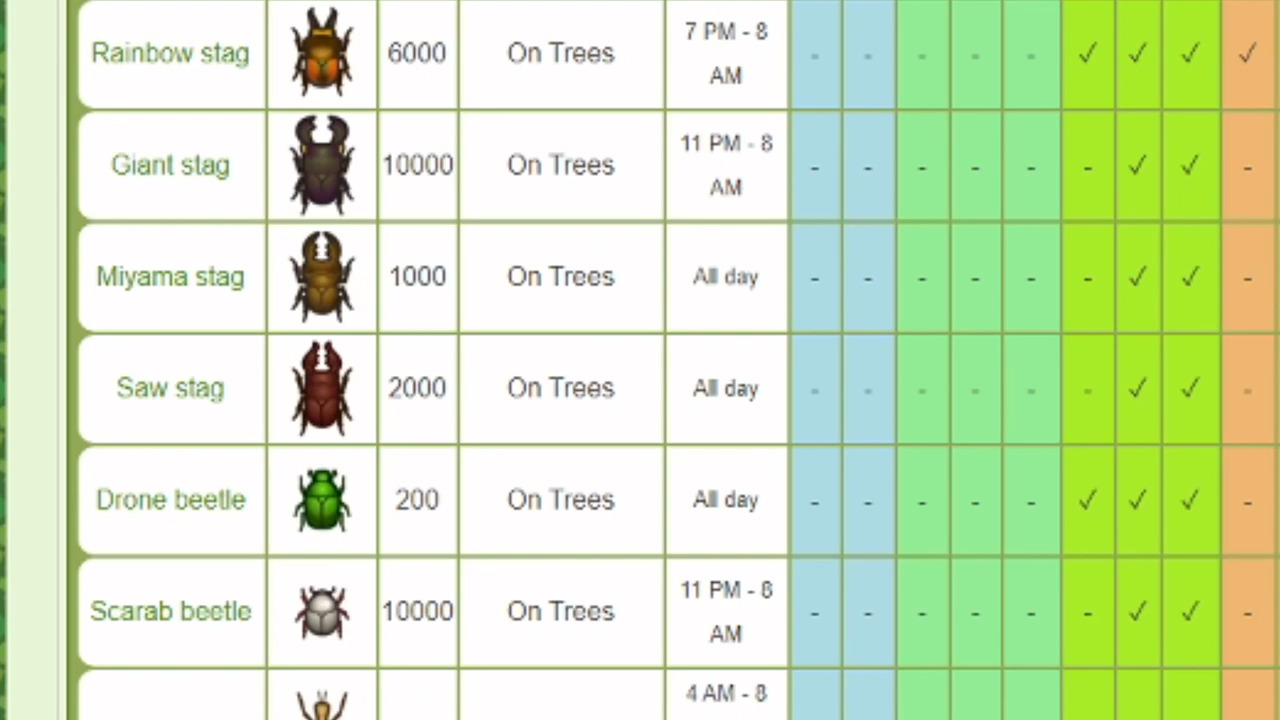 Rainbow stag 6000 On Trees 7 PM - 8 AM - - - - - ✓ ✓ ✓ ✓
Giant stag 10000 On Trees 11 PM - 8 AM - - - - - - ✓ ✓ -
Miyama stag 1000 On Trees All day - - - - - - ✓ ✓ -
Saw stag 2000 On Trees All day - - - - - - ✓ ✓ -
Drone beetle 200 On Trees All day - - - - - ✓ ✓ ✓ -
Scarab beetle 10000 On Trees 11 PM - 8 AM - - - - - - ✓ ✓ -
4 AM - 8